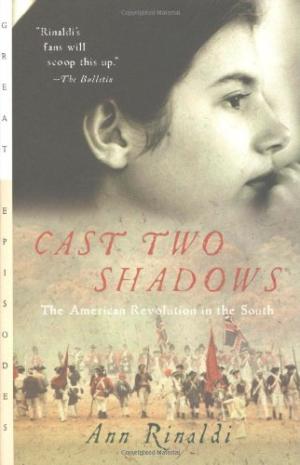 GREAT EPISODES
"Rinaldi's
fans will
scoop this up."
—The Bulletin
CAST TWO
SHADOWS
The American Revolution in the South
Ann Rinaldi